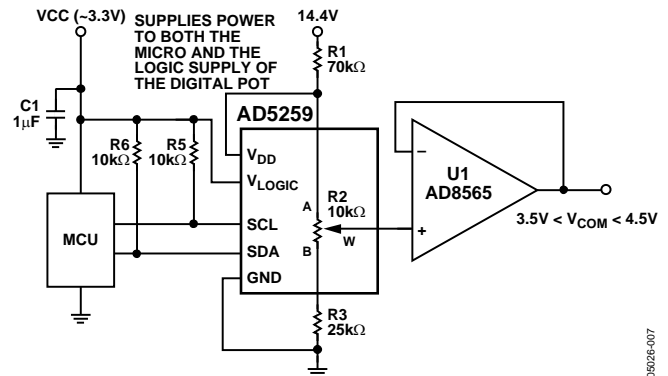 VCC (~3.3V)
SUPPLIES POWER
TO BOTH THE
MICRO AND THE
LOGIC SUPPLY OF
THE DIGITAL POT
14.4V
R1
70kΩ
C1
1µF
AD5259
R6
10kΩ
R5
10kΩ
VDD
VLOGIC
SCL
SDA
GND
MCU
A
R2
10kΩ
B
W
R3
25kΩ
−
+
U1
AD8565
3.5V < VCOM < 4.5V
05026-007